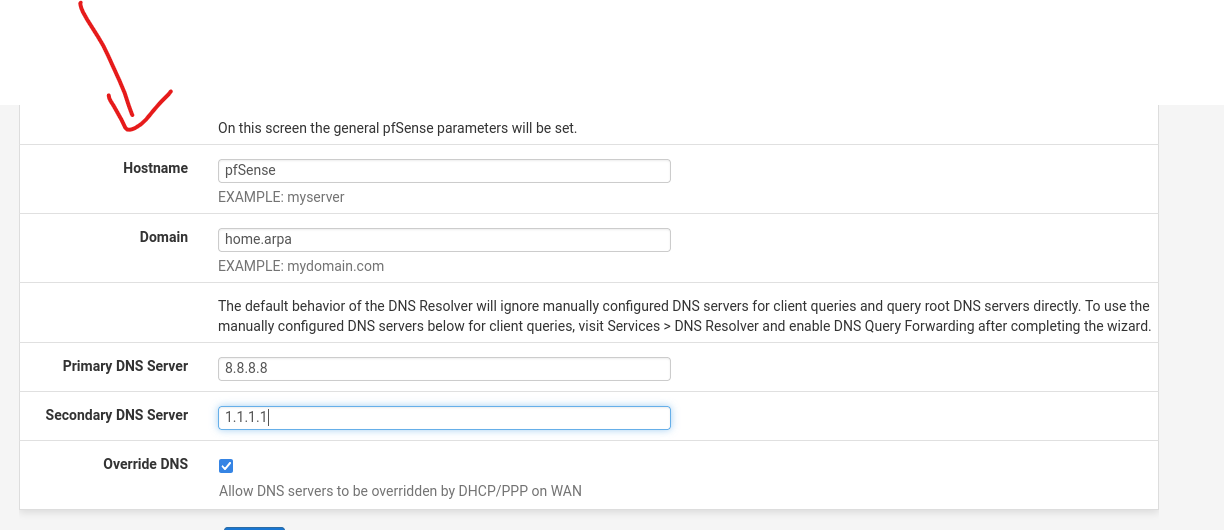 On this screen the general pfSense parameters will be set.
Hostname
pfSense
EXAMPLE: myserver
Domain
home.arpa
EXAMPLE: mydomain.com
The default behavior of the DNS Resolver will ignore manually configured DNS servers for client queries and query root DNS servers directly. To use the
manually configured DNS servers below for client queries, visit Services > DNS Resolver and enable DNS Query Forwarding after completing the wizard.
Primary DNS Server
8.8.8.8
Secondary DNS Server
1.1.1.1
Override DNS
Allow DNS servers to be overridden by DHCP/PPP on WAN